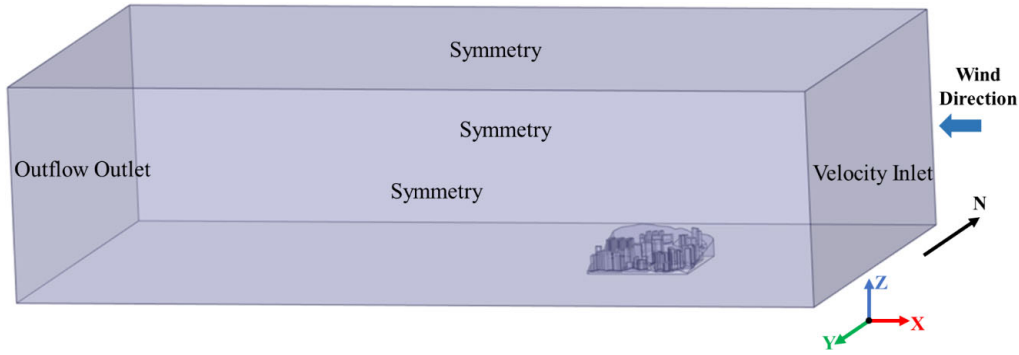 Symmetry
Wind
Direction
Symmetry
Outflow Outlet
Velocity Inlet
Symmetry
N
Z
X
Y